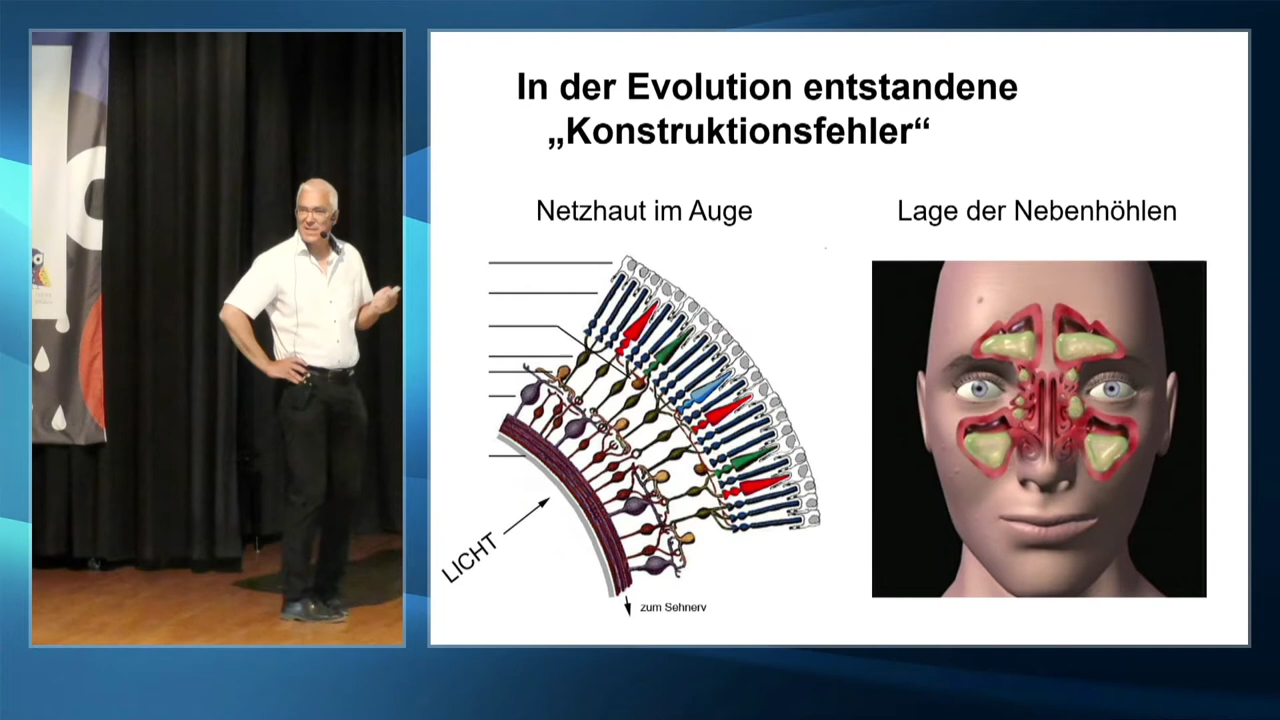 In der Evolution entstandene
„Konstruktionsfehler“
Netzhaut im Auge
Lage der Nebenhöhlen
LICHT
zum Sehnerv